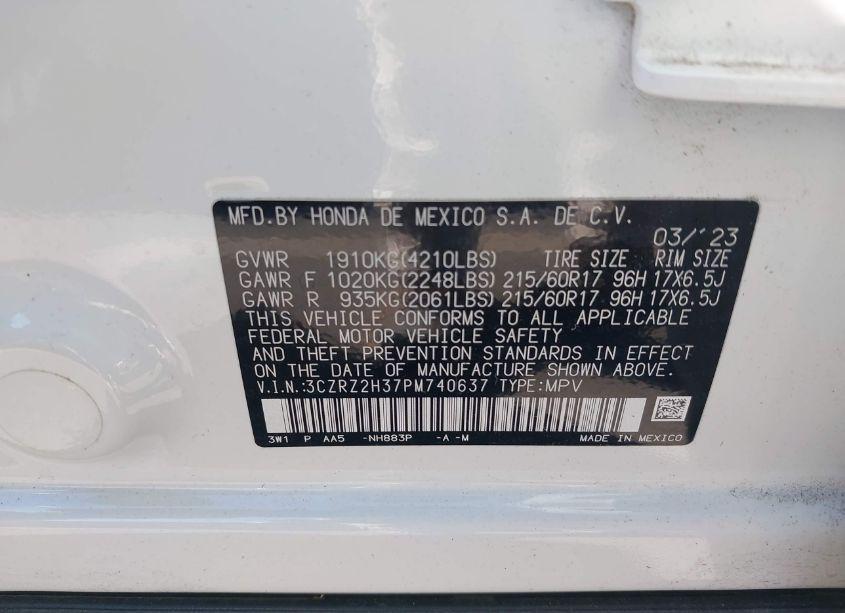 MFD. BY HONDA DE MEXICO S.A. DE C.V.
03/'23
GVWR 1910KG(4210LBS) TIRE SIZE RIM SIZE
GAWR F 1020KG(2248LBS) 215/60R17 96H 17X6.5J
GAWR R 935KG(2061LBS) 215/60R17 96H 17X6.5J
THIS VEHICLE CONFORMS TO ALL APPLICABLE
FEDERAL MOTOR VEHICLE SAFETY
AND THEFT PREVENTION STANDARDS IN EFFECT
ON THE DATE OF MANUFACTURE SHOWN ABOVE.
V.I.N.:3CZRZ2H37PM740637 TYPE:MPV
3W1 P AA5 -NH883P -A -M MADE IN MEXICO